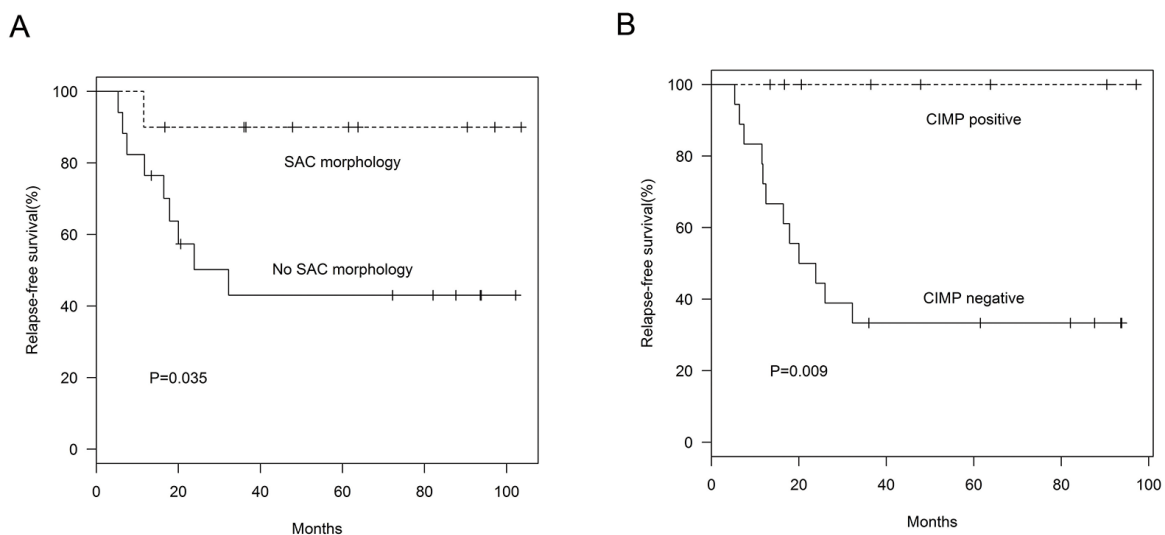 A
Relapse-free survival(%)
100
80
60
40
20
0
SAC morphology
No SAC morphology
P=0.035
0 20 40 60 80 100
Months
B
Relapse-free survival(%)
100
80
60
40
20
0
CIMP positive
CIMP negative
P=0.009
0 20 40 60 80 100
Months